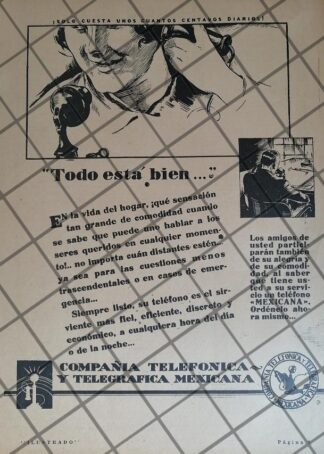 ¡SOLO CUESTA UNOS CUANTOS CENTAVOS DIARIOS!
"Todo está bien..."
EN la vida del hogar, ¡qué sensación
tan grande de comodidad cuando
se sabe que puede uno hablar a los
seres queridos en cualquier momen-
to!.. no importa cuán distantes estén..
ya sea para las cuestiones menos
trascendentales o en casos de emer-
gencia...
Siempre listo, su teléfono es el sir-
viente más fiel, eficiente, discreto y
económico, a cualquiera hora del día
o de la noche...
Los amigos de
usted partici-
parán también
de su alegría y
de su comodi-
dad, al saber
que tiene us-
ted a su servi-
cio un teléfono
"MEXICANA".
Ordénelo aho-
ra mismo...
COMPAÑIA TELEFONICA
Y TELEGRAFICA MEXICANA
"ILUSTRADO"
Página